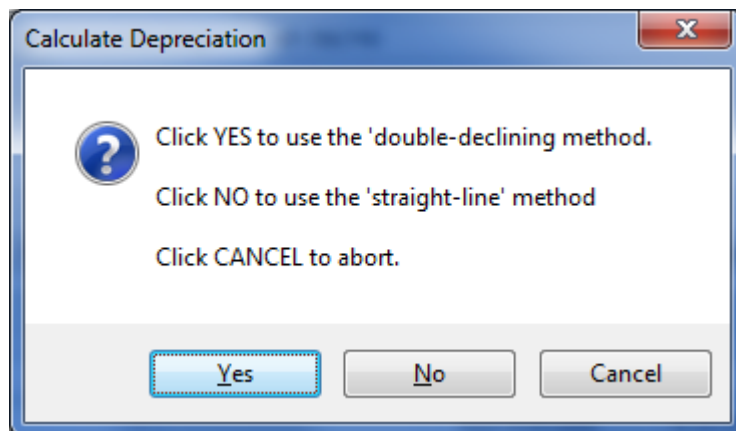 Calculate Depreciation
Click YES to use the 'double-declining method.
Click NO to use the 'straight-line' method
Click CANCEL to abort.
Yes
No
Cancel